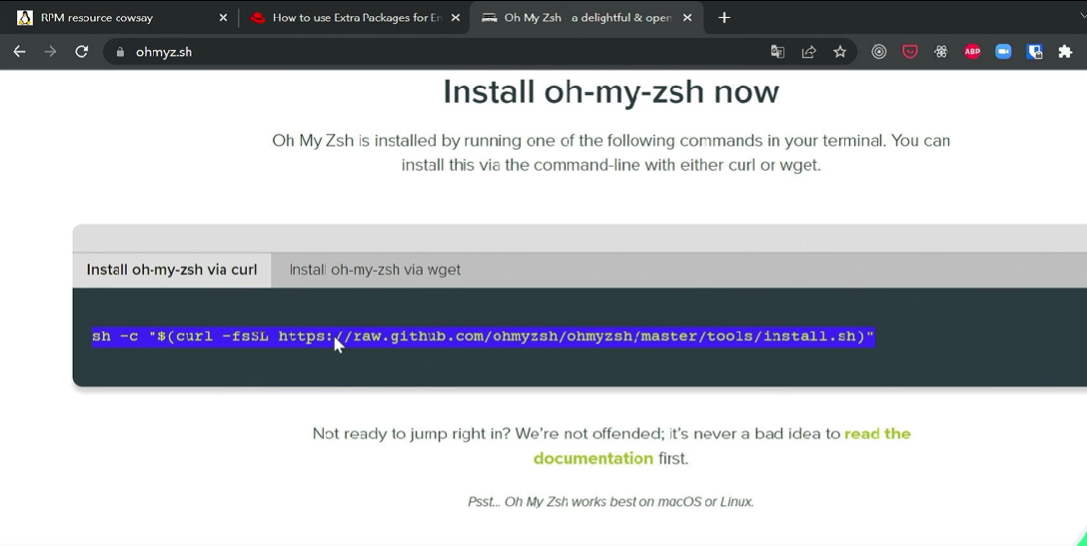 RPM resource cowsay
How to use Extra Packages for En
Oh My Zsh a delightful & open
ohmyz.sh
ABP
Install oh-my-zsh now
Oh My Zsh is installed by running one of the following commands in your terminal. You can
install this via the command-line with either curl or wget.
Install oh-my-zsh via curl
Install oh-my-zsh via wget
sh -c "$(curl -fsSL https://raw.github.com/ohmyzsh/ohmyzsh/master/tools/install.sh)"
Not ready to jump right in? We're not offended; it's never a bad idea to read the
documentation first.
Psst... Oh My Zsh works best on macOS or Linux.